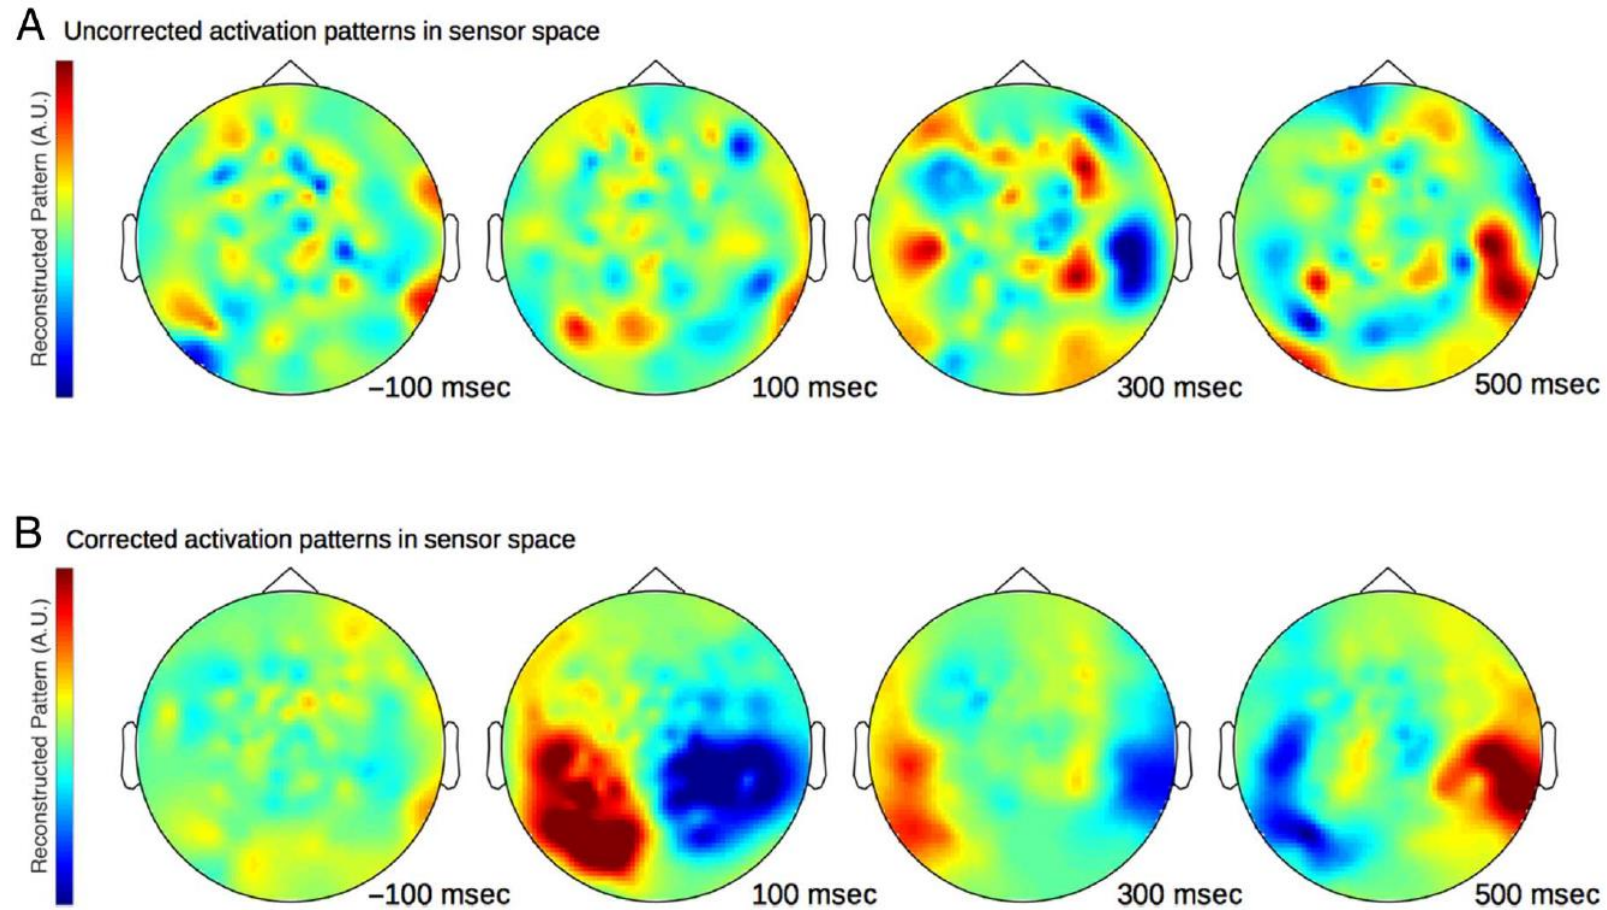 A Uncorrected activation patterns in sensor space
Reconstructed Pattern (A.U.)
−100 msec
100 msec
300 msec
500 msec
B Corrected activation patterns in sensor space
Reconstructed Pattern (A.U.)
−100 msec
100 msec
300 msec
500 msec